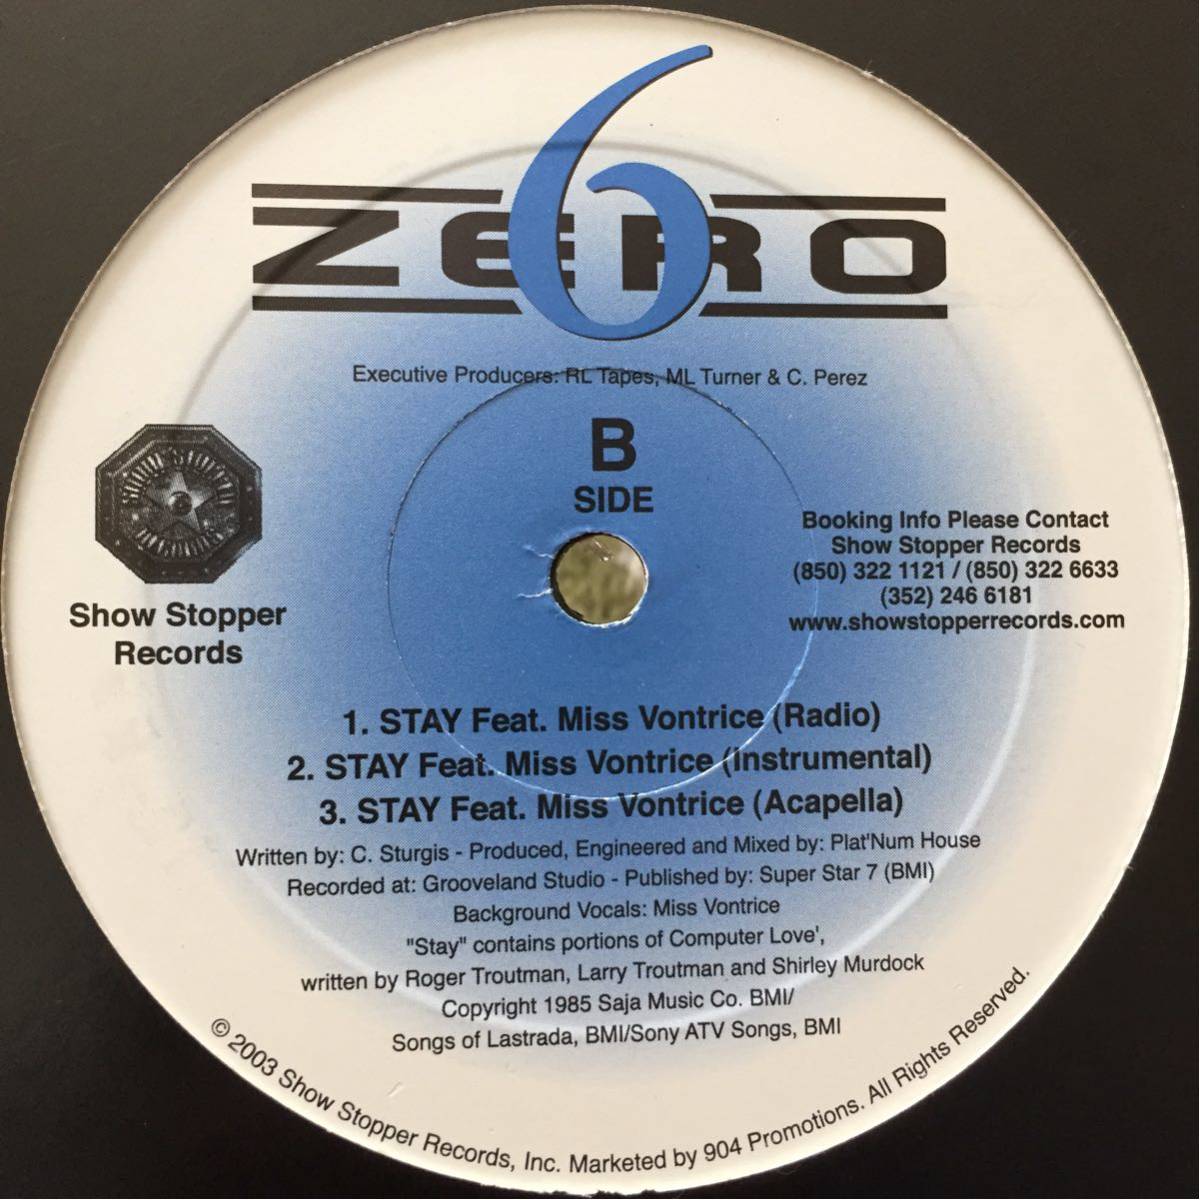 6
ZERO
Executive Producers: RL Tapes, ML Turner & C. Perez
B
SIDE
SHOW STOPPER
RECORDS
Show Stopper
Records
Booking Info Please Contact
Show Stopper Records
(850) 322 1121 / (850) 322 6633
(352) 246 6181
www.showstopperrecords.com
1. STAY Feat. Miss Vontrice (Radio)
2. STAY Feat. Miss Vontrice (Instrumental)
3. STAY Feat. Miss Vontrice (Acapella)
Written by: C. Sturgis - Produced, Engineered and Mixed by: Plat'Num House
Recorded at: Grooveland Studio - Published by: Super Star 7 (BMI)
Background Vocals: Miss Vontrice
"Stay" contains portions of Computer Love',
written by Roger Troutman, Larry Troutman and Shirley Murdock
Copyright 1985 Saja Music Co. BMI/
Songs of Lastrada, BMI/Sony ATV Songs, BMI
© 2003 Show Stopper Records, Inc. Marketed by 904 Promotions. All Rights Reserved.